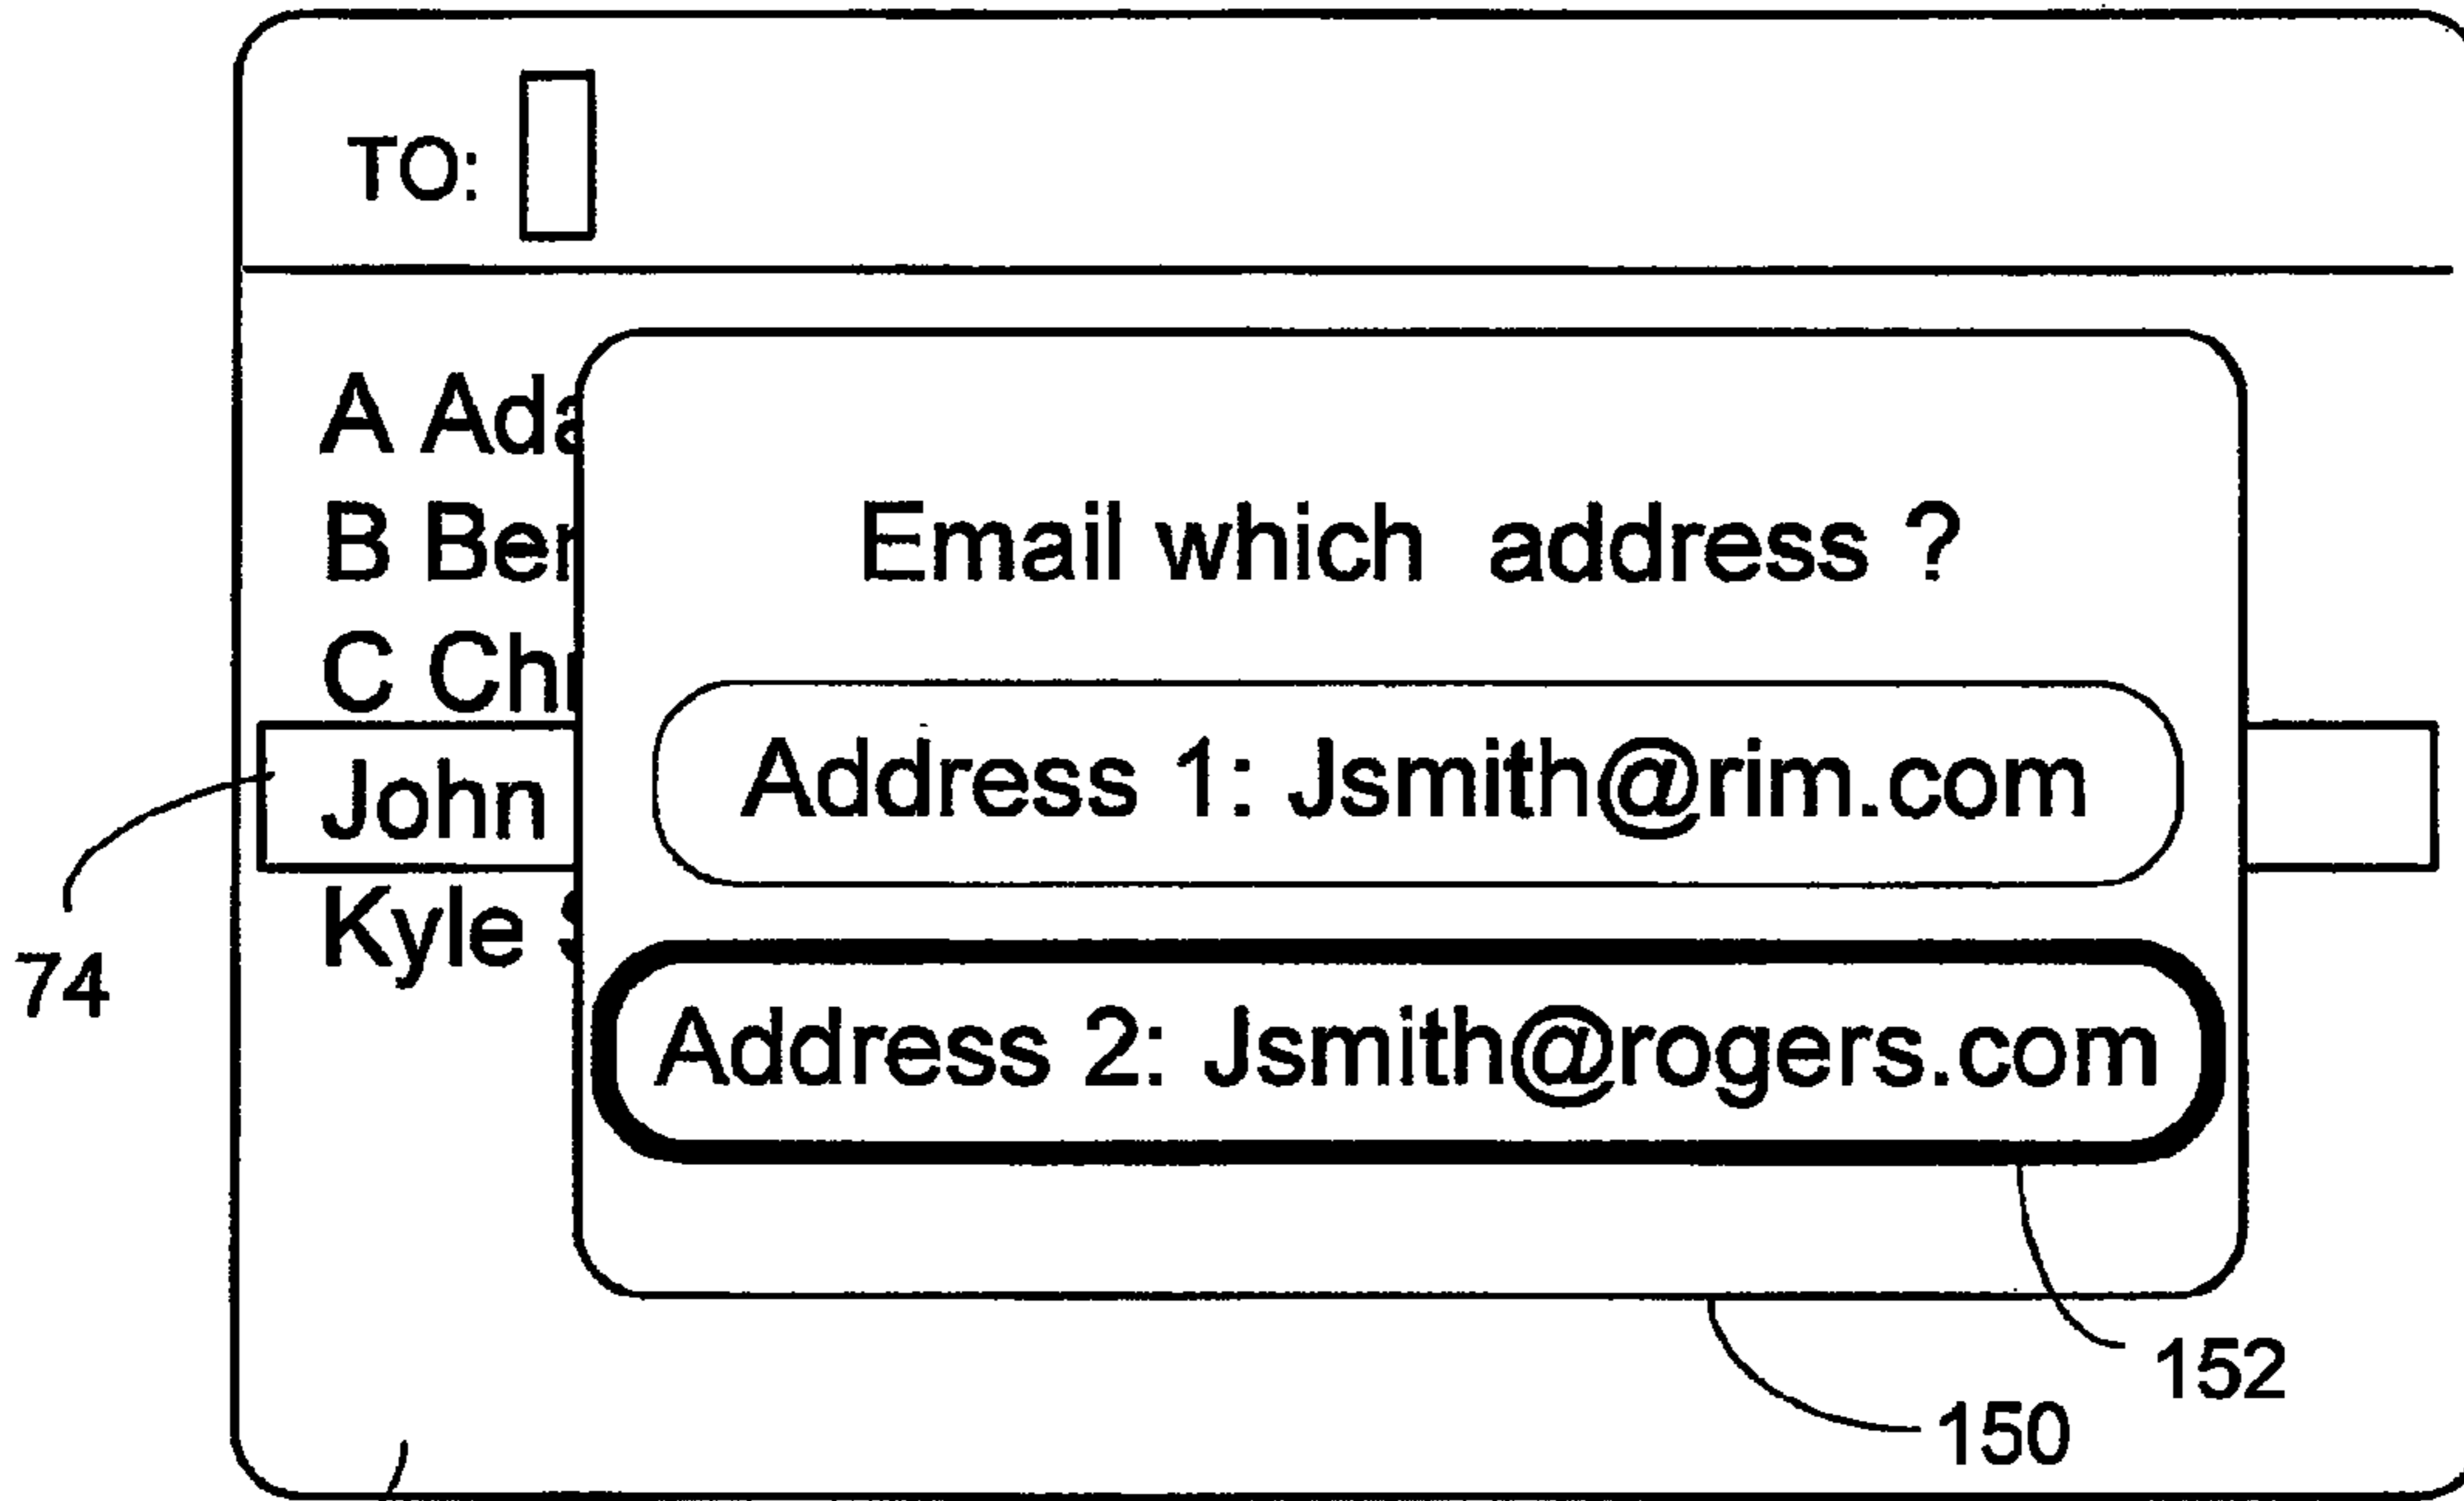 TO:
A Ada
B Ber
C Chr
John
Kyle
Email which address ?
Address 1: Jsmith@rim.com
Address 2: Jsmith@rogers.com
74
152
150